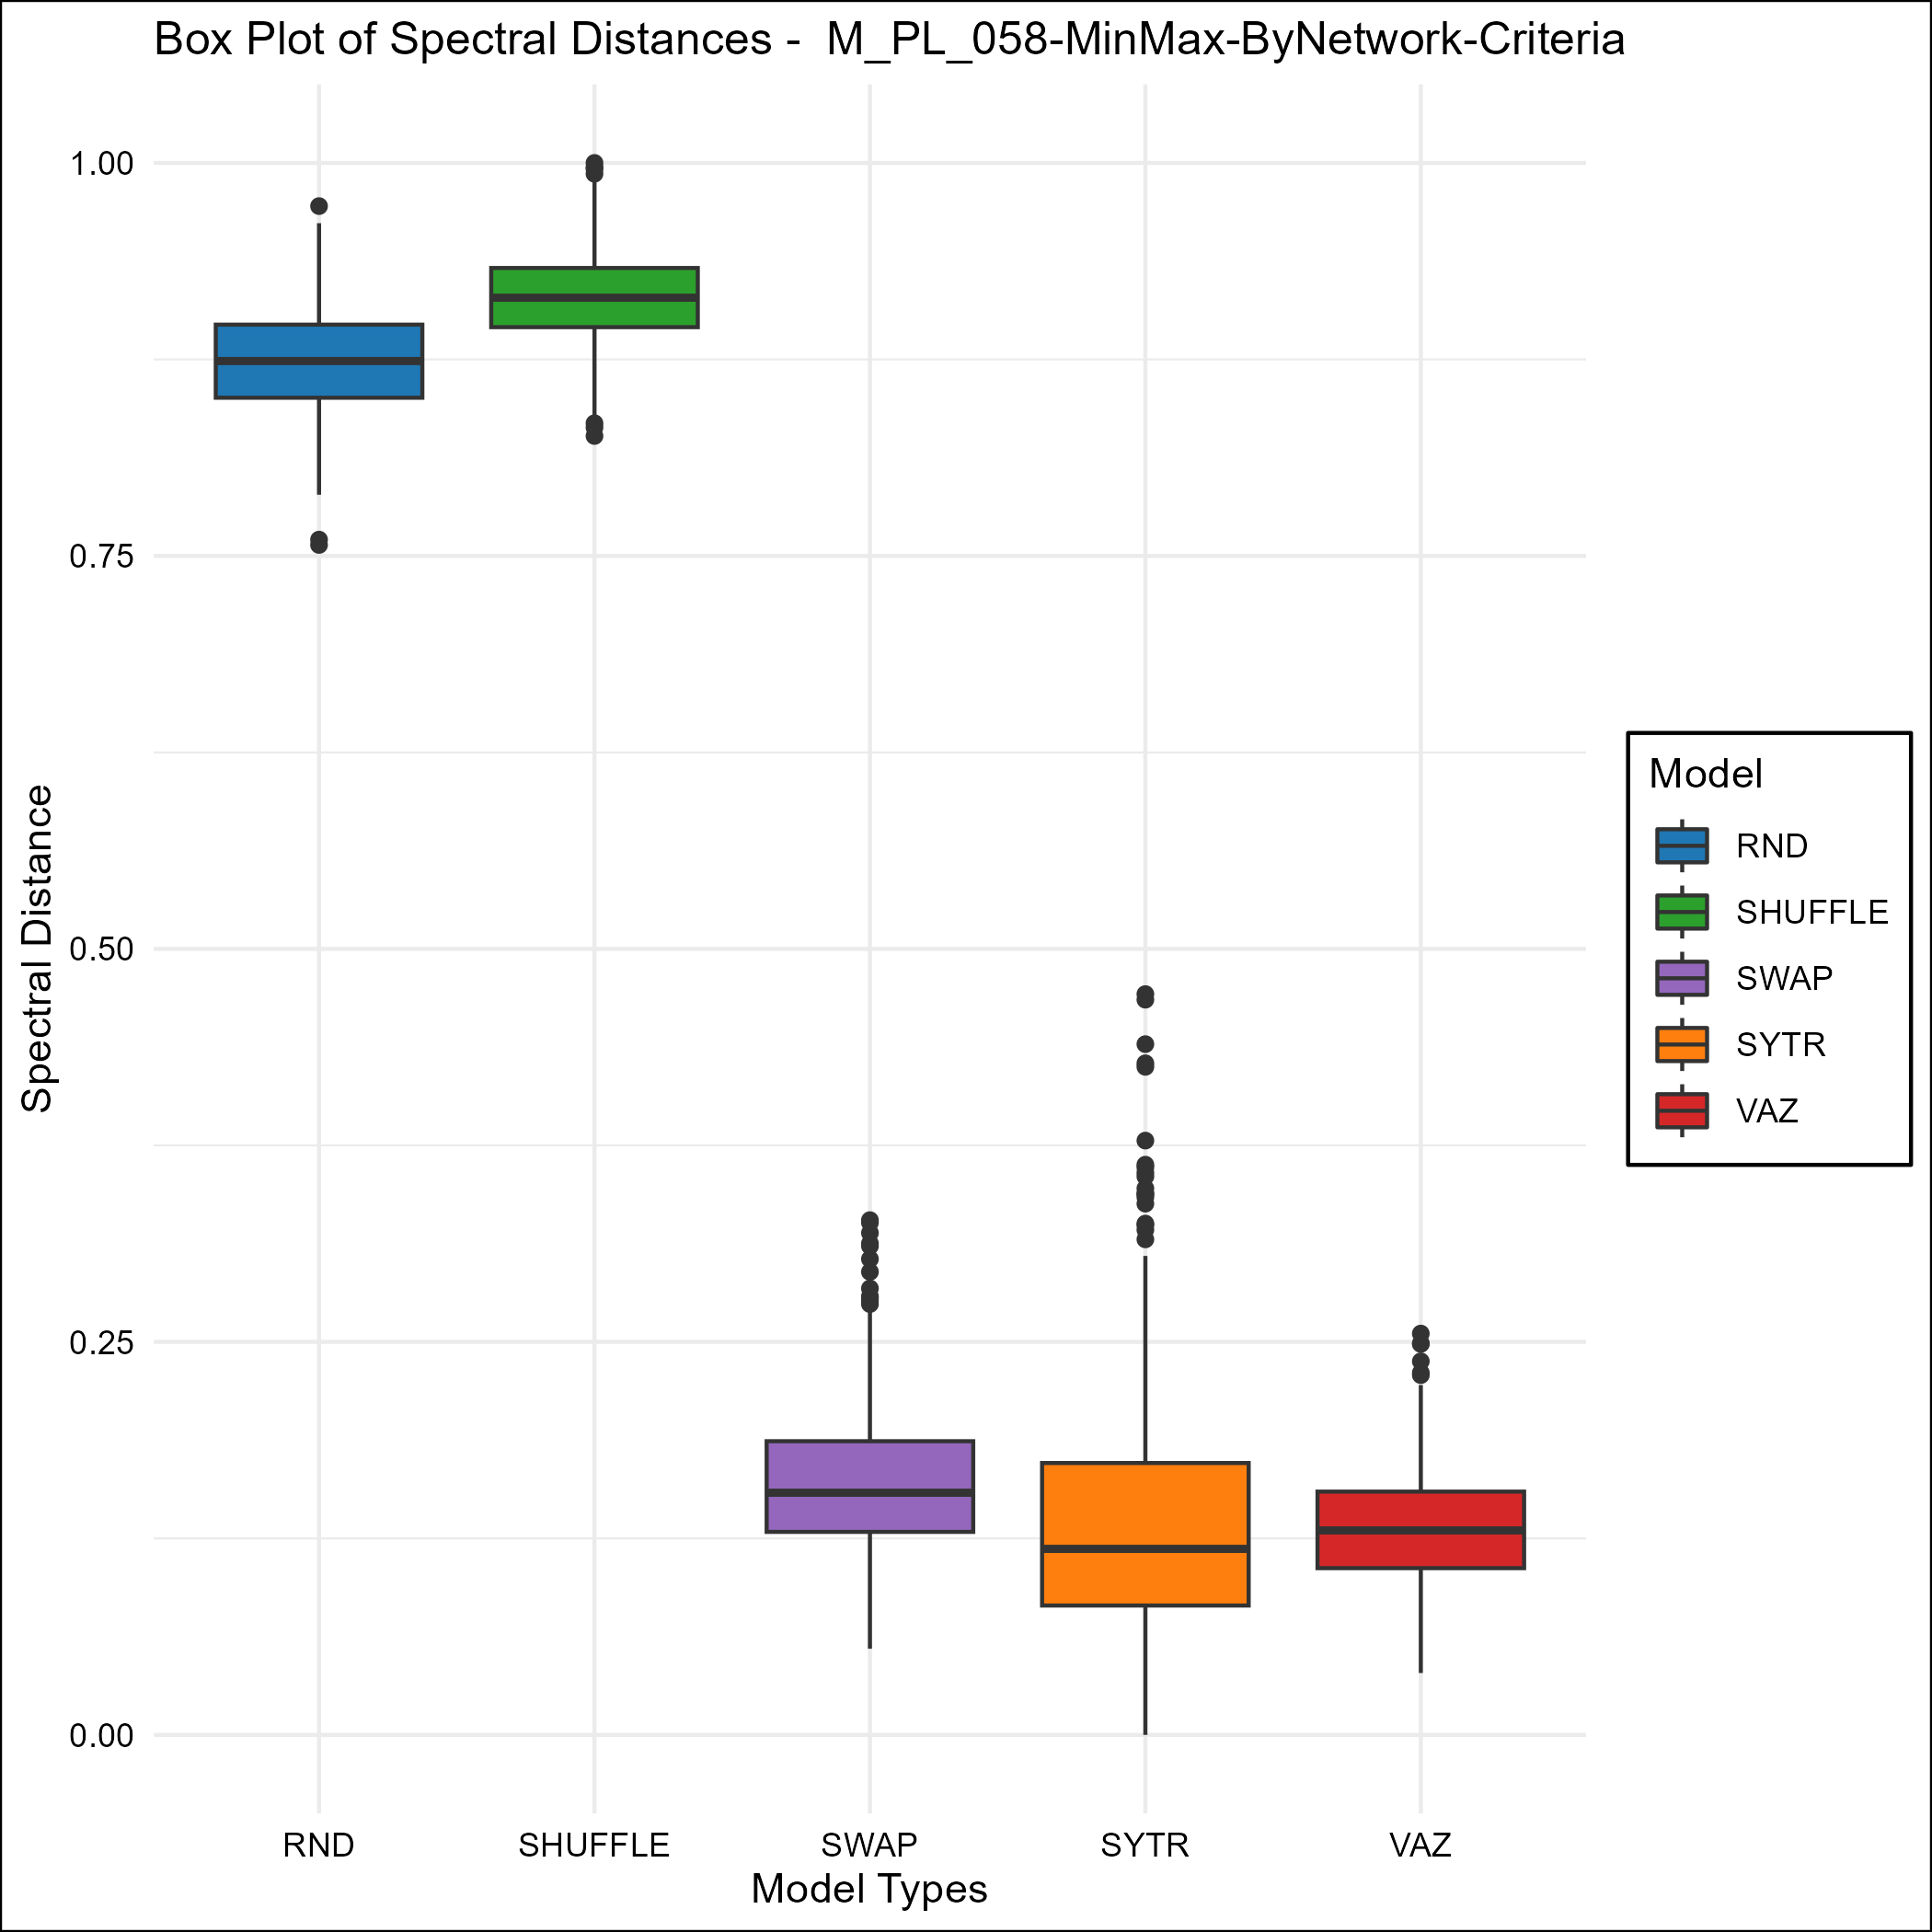 Box Plot of Spectral Distances -  M_PL_058-MinMax-ByNetwork-Criteria
1.00
0.75
0.50
0.25
0.00
Spectral Distance
RND
SHUFFLE
SWAP
SYTR
VAZ
Model Types
Model
RND
SHUFFLE
SWAP
SYTR
VAZ